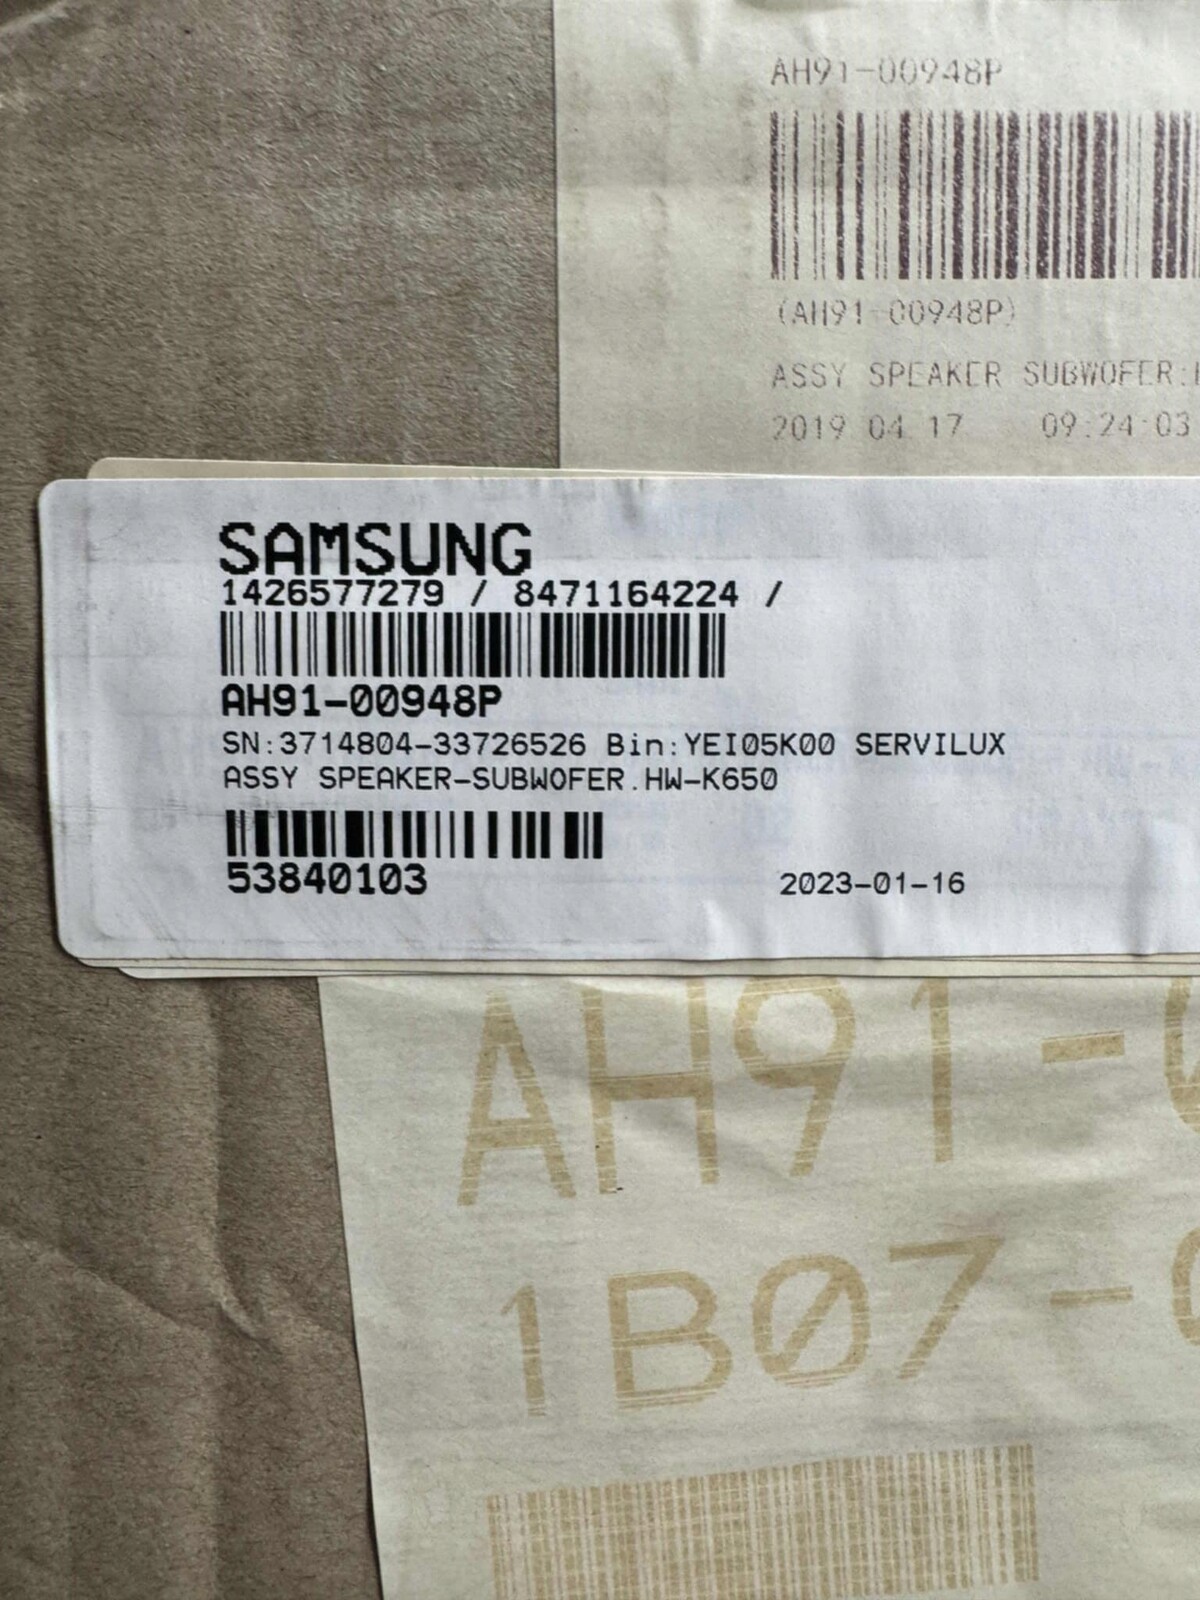 AH91-00948P
(AH91-00948P)
ASSY SPEAKER SUBWOFER:
2019 04 17 09:24:03
SAMSUNG
1426577279 / 8471164224 /
AH91-00948P
SN:3714804-33726526 Bin:YEI05K00 SERVILUX
ASSY SPEAKER-SUBWOFER.HW-K650
53840103
2023-01-16
AH91-
1B07-